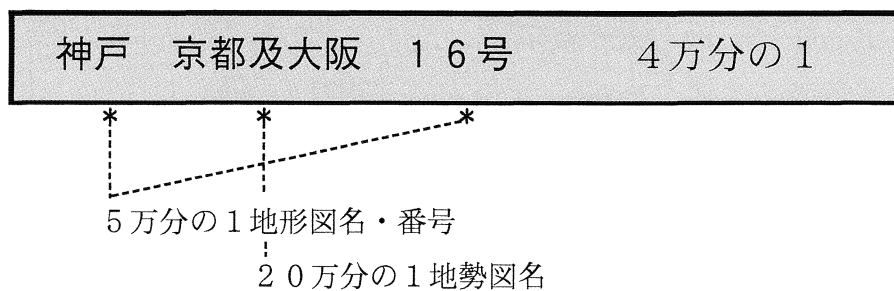 神戸　京都及大阪　１６号　　　４万分の１
＊　＊　＊
５万分の１地形図名・番号
２０万分の１地勢図名